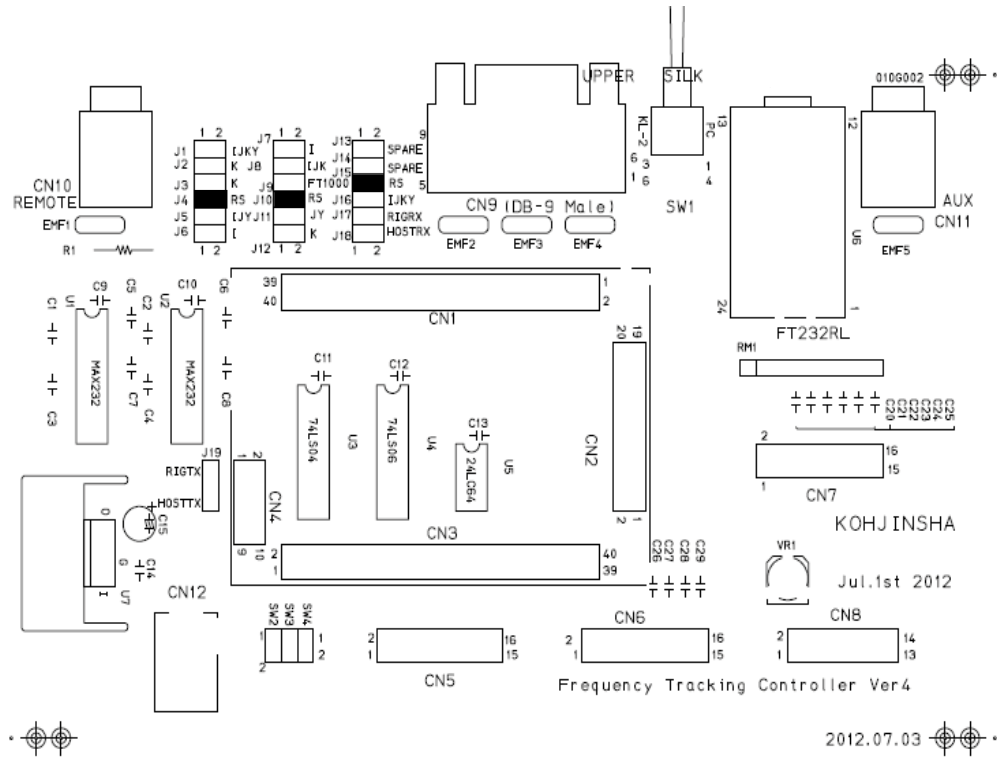 UPPER SILK
010G002
1 2
1 2
1 2
J1
J2
J3
J4
J5
J6
IJKY
K
K
RS
IJY
I
1 2
J7
J8
J9
J10
J11
J12
I
IJK
FT1000
RS
JY
K
1 2
J13
J14
J15
J16
J17
J18
SPARE
SPARE
RS
IJKY
RIGRX
HOSTRX
1 2
9
5
6
1
KL-2
PC
3
6
1
4
SW1
13
12
24
1
U6
FT232RL
CN10
REMOTE
EMF1
R1
CN9 (DB-9 Male)
EMF2
EMF3
EMF4
AUX
CN11
EMF5
C1
C3
U1
C9
MAX232
C5
C7
C2
C4
U2
C10
MAX232
C6
C8
39
40
1
2
CN1
C11
74LS04
U3
C12
74LS06
U4
C13
24LC64
U5
20
19
CN2
2
1
RM1
C20
C21
C22
C23
C24
C25
2
1
16
15
CN7
J19
RIGTX
HOSTTX
1
2
CN4
9
10
CN3
2
1
40
39
O
G
I
U7
C15
C14
CN12
C26
C27
C28
C29
KOHJINSHA
VR1
Jul.1st 2012
SW2
SW3
SW4
1
2
1
2
2
1
16
15
CN5
CN6
2
1
16
15
CN8
2
1
14
13
Frequency Tracking Controller Ver4
2012.07.03